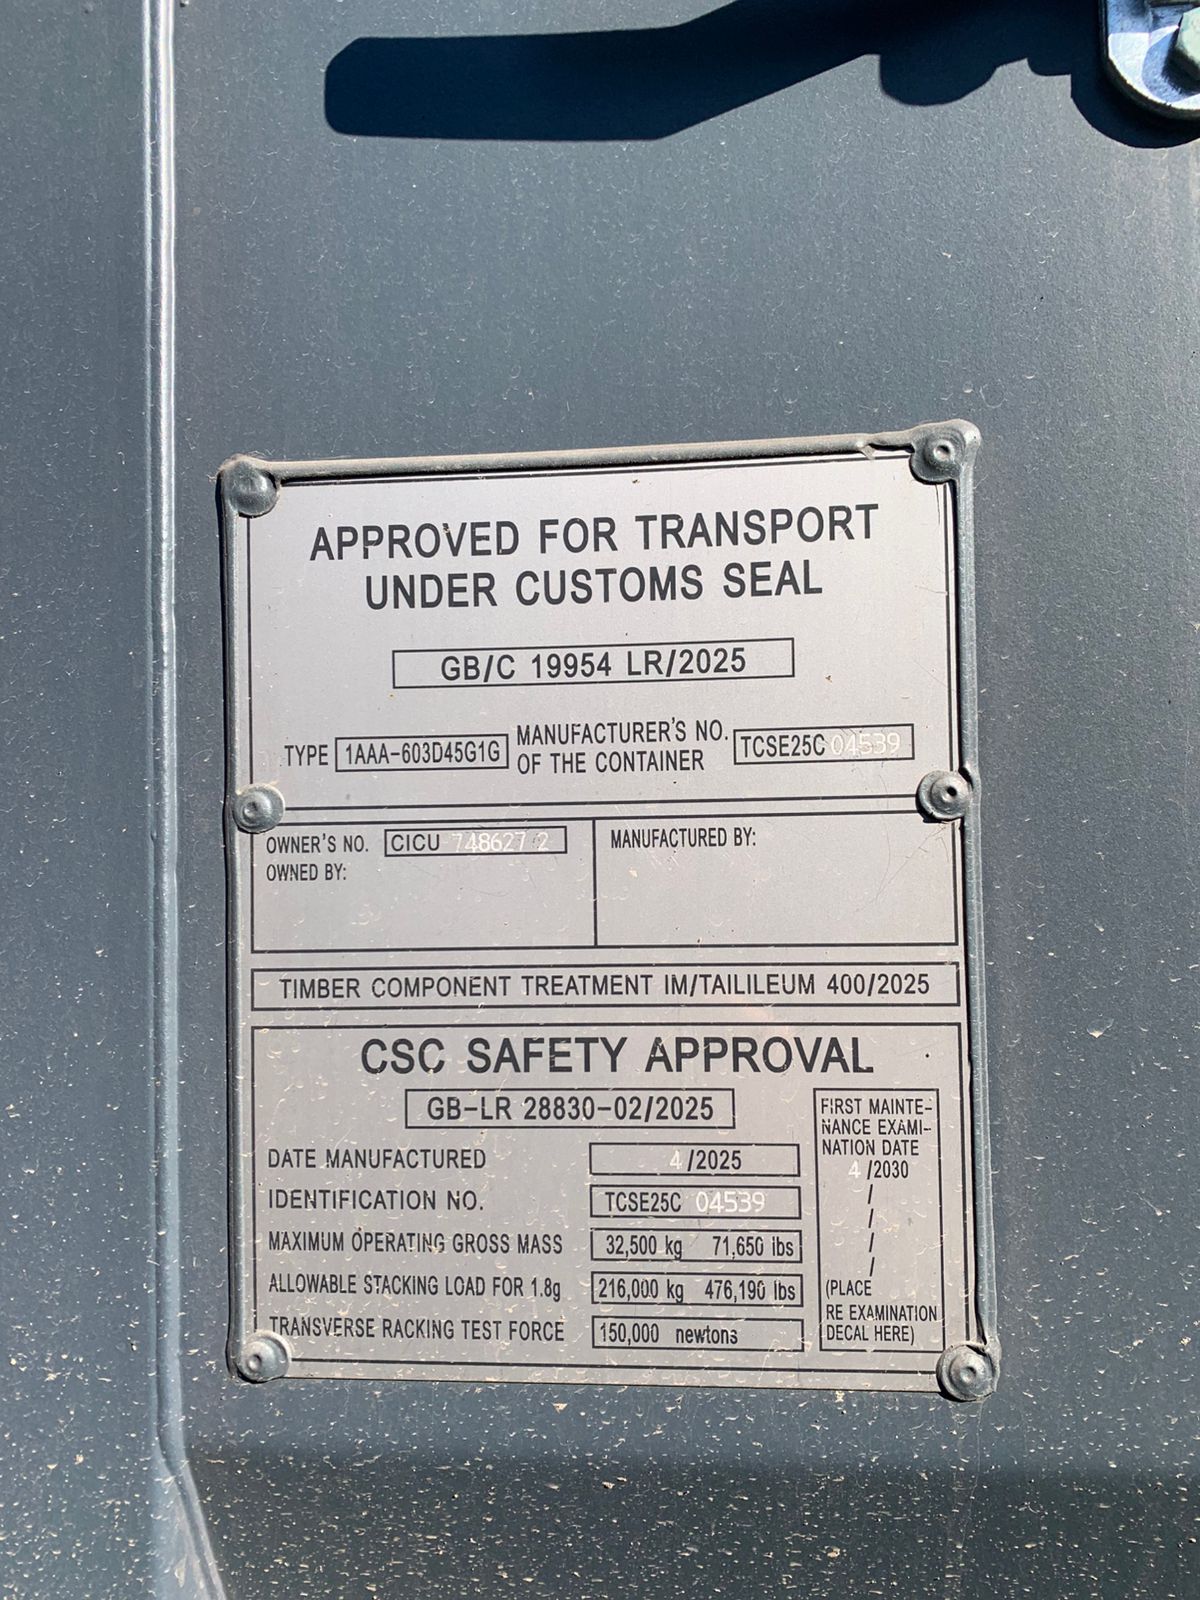 APPROVED FOR TRANSPORT
UNDER CUSTOMS SEAL
GB/C 19954 LR/2025
TYPE 1AAA-603D45G1G MANUFACTURER'S NO.
OF THE CONTAINER TCSE25C 04539
OWNER'S NO. CICU 748627 2
OWNED BY:
MANUFACTURED BY:
TIMBER COMPONENT TREATMENT IM/TAILILEUM 400/2025
CSC SAFETY APPROVAL
GB-LR 28830-02/2025
DATE MANUFACTURED 4/2025
IDENTIFICATION NO. TCSE25C 04539
MAXIMUM OPERATING GROSS MASS 32,500 kg 71,650 lbs
ALLOWABLE STACKING LOAD FOR 1.8g 216,000 kg 476,190 lbs
TRANSVERSE RACKING TEST FORCE 150,000 newtons
FIRST MAINTE-
NANCE EXAMI-
NATION DATE
4 /2030
/
/
/
/
(PLACE
RE EXAMINATION
DECAL HERE)